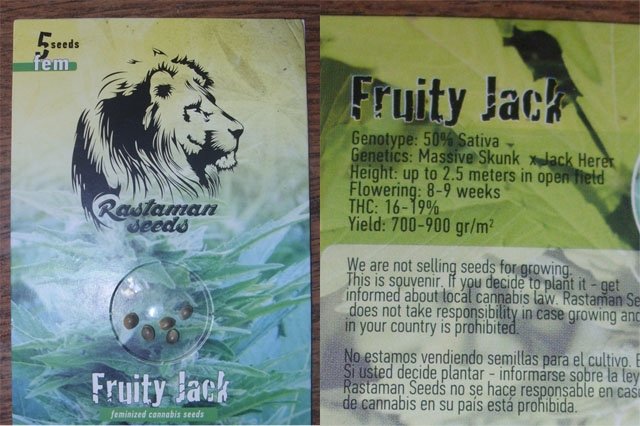 5 seeds
fem
Rastaman
seeds
Fruity Jack
feminized cannabis seeds
Fruity Jack
Genotype: 50% Sativa
Genetics: Massive Skunk x Jack Herer
Height: up to 2.5 meters in open field
Flowering: 8-9 weeks
THC: 16-19%
Yield: 700-900 gr/m²
We are not selling seeds for growing.
This is souvenir. If you decide to plant it - get
informed about local cannabis law. Rastaman Se
does not take responsibility in case growing and
in your country is prohibited.
No estamos vendiendo semillas para el cultivo. E
Si usted decide plantar - informarse sobre la ley
Rastaman Seeds no se hace responsable en caso
de cannabis en su país está prohibida.